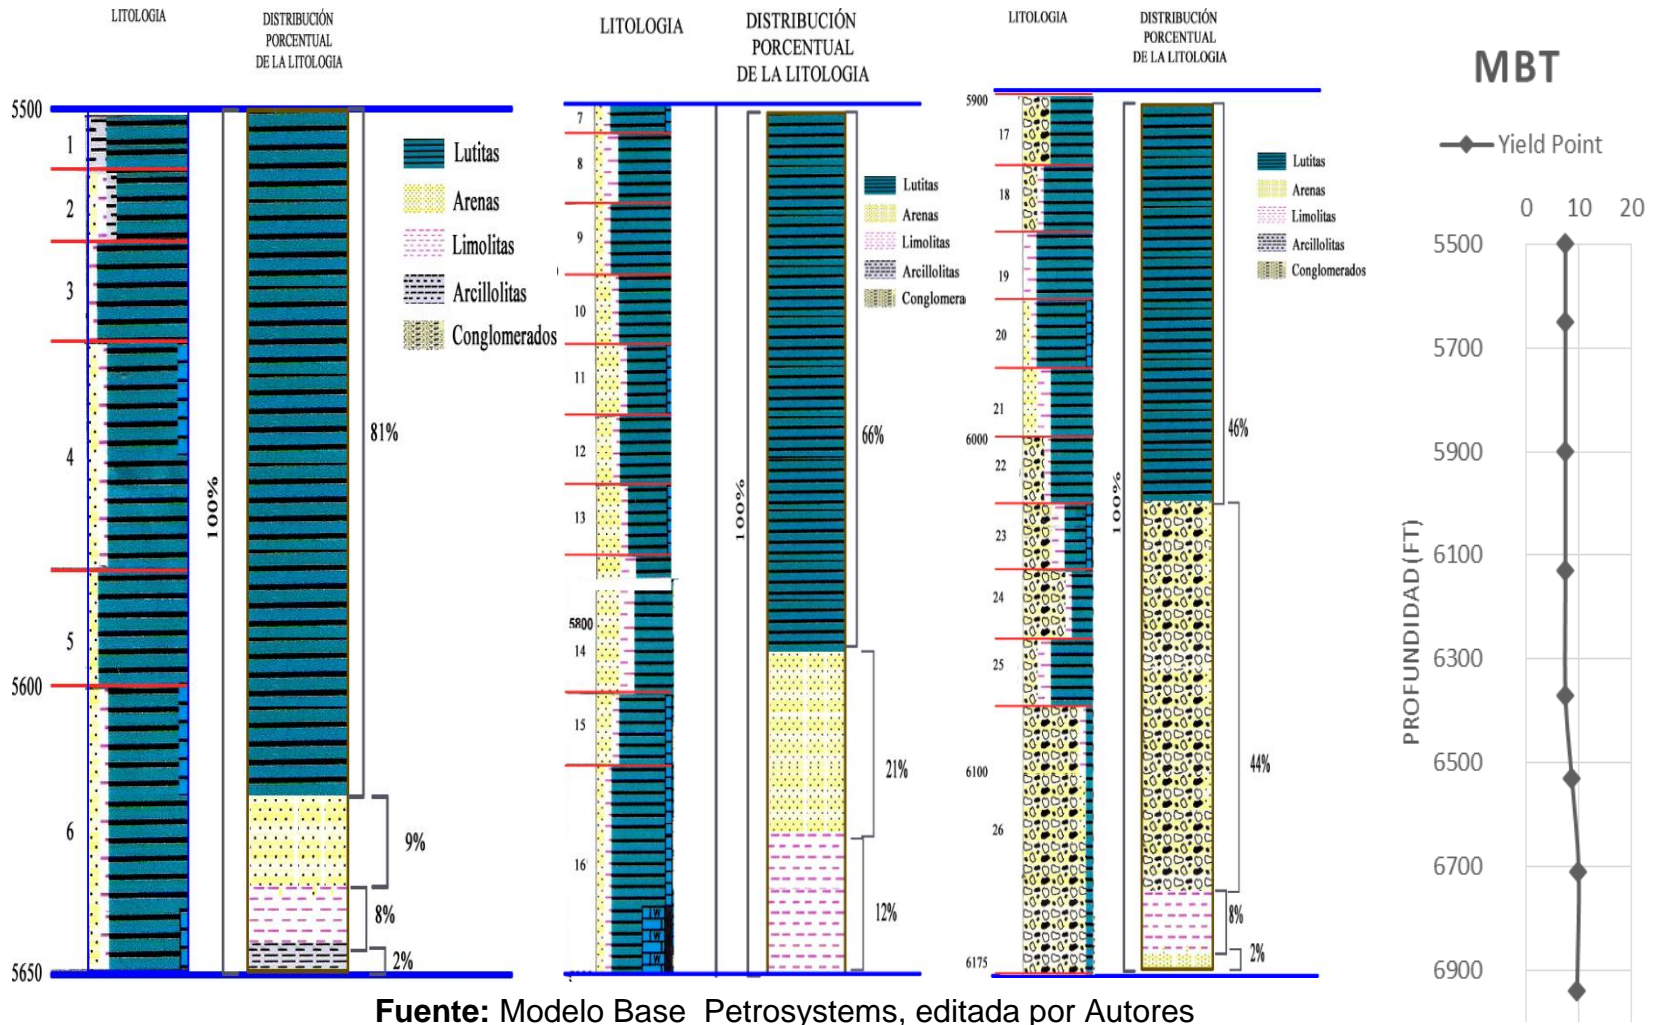 LITOLOGIA
DISTRIBUCIÓN
PORCENTUAL
DE LA LITOLOGIA
5500
1
2
3
4
5
5600
6
5650
100%
81%
9%
8%
2%
Lutitas
Arenas
Limolitas
Arcillolitas
Conglomerados
LITOLOGIA
DISTRIBUCIÓN
PORCENTUAL
DE LA LITOLOGIA
7
8
9
10
11
12
13
5800
14
15
16
100%
66%
21%
12%
Lutitas
Arenas
Limolitas
Arcillolitas
Conglomera
LITOLOGIA
DISTRIBUCIÓN
PORCENTUAL
DE LA LITOLOGIA
5900
17
18
19
20
21
6000
22
23
24
25
6100
26
6175
100%
46%
44%
8%
2%
Lutitas
Arenas
Limolitas
Arcillolitas
Conglomerados
MBT
Yield Point
0 10 20
5500
5700
5900
6100
6300
6500
6700
6900
PROFUNDIDAD (FT)
Fuente: Modelo Base Petrosystems, editada por Autores